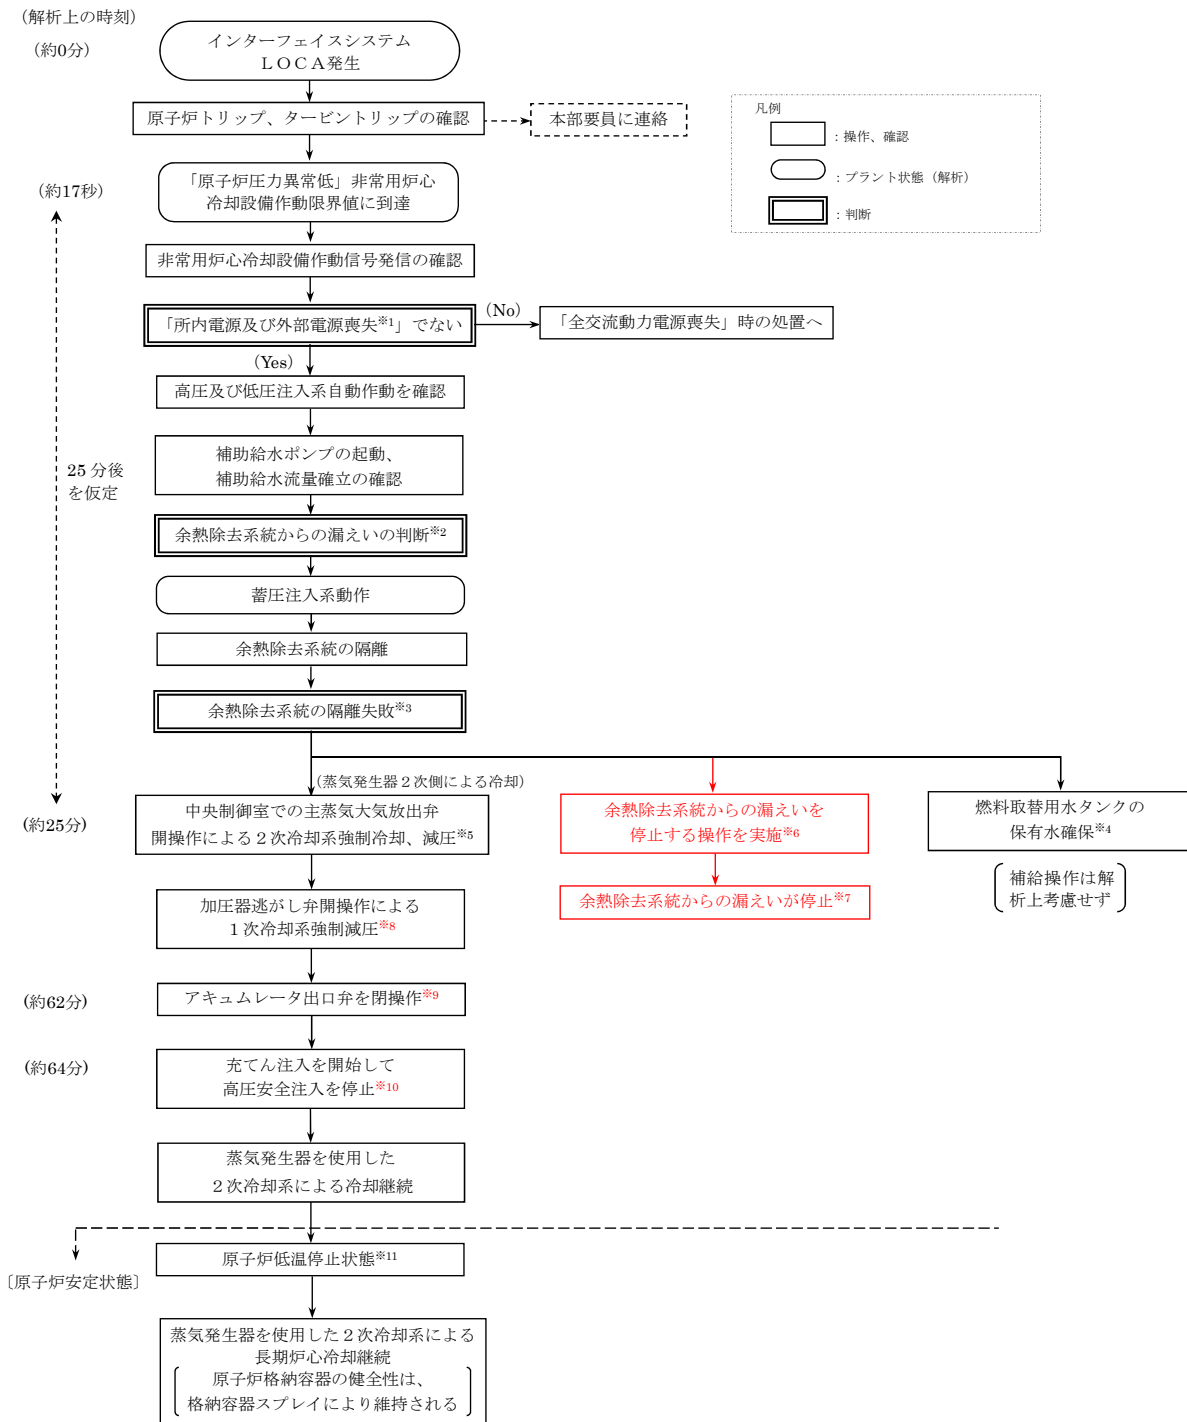 （解析上の時刻）
（約0分）
インターフェイスシステム
ＬＯＣＡ発生
原子炉トリップ、タービントリップの確認
本部要員に連絡
凡例
：操作、確認
：プラント状態（解析）
：判断
（約17秒）
「原子炉圧力異常低」非常用炉心
冷却設備作動限界値に到達
非常用炉心冷却設備作動信号発信の確認
「所内電源及び外部電源喪失※1」でない
（No）
「全交流動力電源喪失」時の処置へ
（Yes）
高圧及び低圧注入系自動作動を確認
補助給水ポンプの起動、
補助給水流量確立の確認
25 分後
を仮定
余熱除去系統からの漏えいの判断※2
蓄圧注入系動作
余熱除去系統の隔離
余熱除去系統の隔離失敗※3
（蒸気発生器２次側による冷却）
(約25分)
中央制御室での主蒸気大気放出弁
開操作による２次冷却系強制冷却、減圧※5
余熱除去系統からの漏えいを
停止する操作を実施※6
燃料取替用水タンクの
保有水確保※4
補給操作は解
析上考慮せず
余熱除去系統からの漏えいが停止※7
加圧器逃がし弁開操作による
１次冷却系強制減圧※8
(約62分)
アキュムレータ出口弁を閉操作※9
(約64分)
充てん注入を開始して
高圧安全注入を停止※10
蒸気発生器を使用した
２次冷却系による冷却継続
原子炉低温停止状態※11
〔原子炉安定状態〕
蒸気発生器を使用した２次冷却系による
長期炉心冷却継続
原子炉格納容器の健全性は、
格納容器スプレイにより維持される